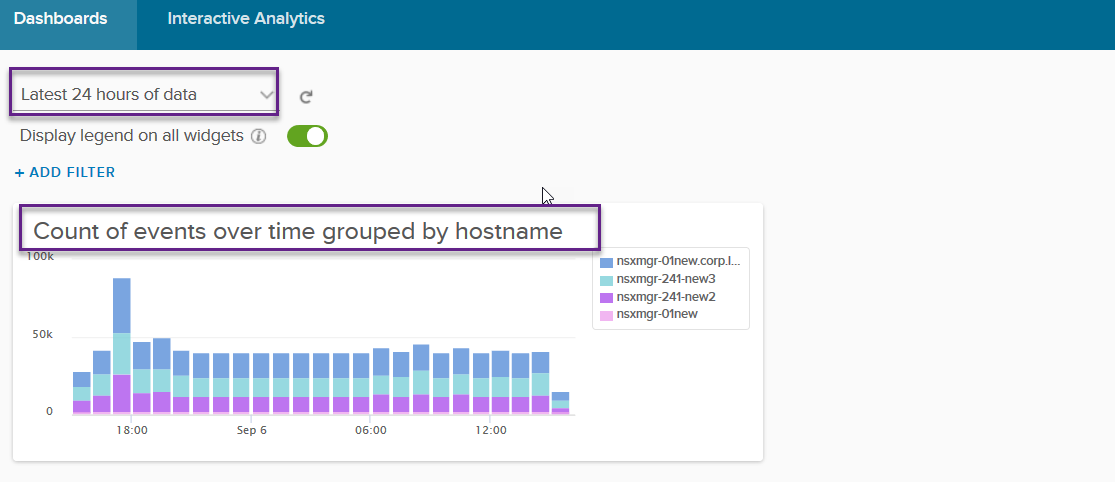 Dashboards
Interactive Analytics
Latest 24 hours of data
Display legend on all widgets
+ ADD FILTER
Count of events over time grouped by hostname
100k
50k
0
18:00
Sep 6
06:00
12:00
nsxmgr-01new.corp.l...
nsxmgr-241-new3
nsxmgr-241-new2
nsxmgr-01new